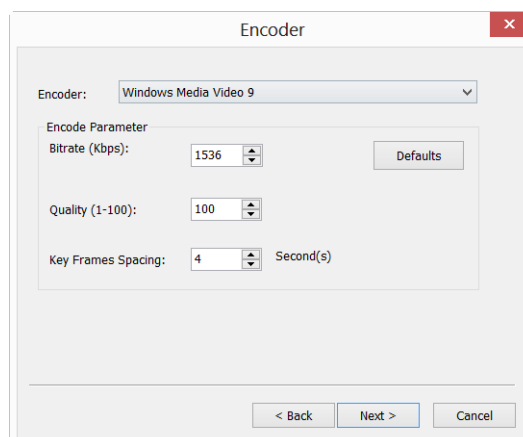 Encoder
Encoder: Windows Media Video 9
Encode Parameter
Bitrate (Kbps): 1536 Defaults
Quality (1-100): 100
Key Frames Spacing: 4 Second(s)
< Back Next > Cancel